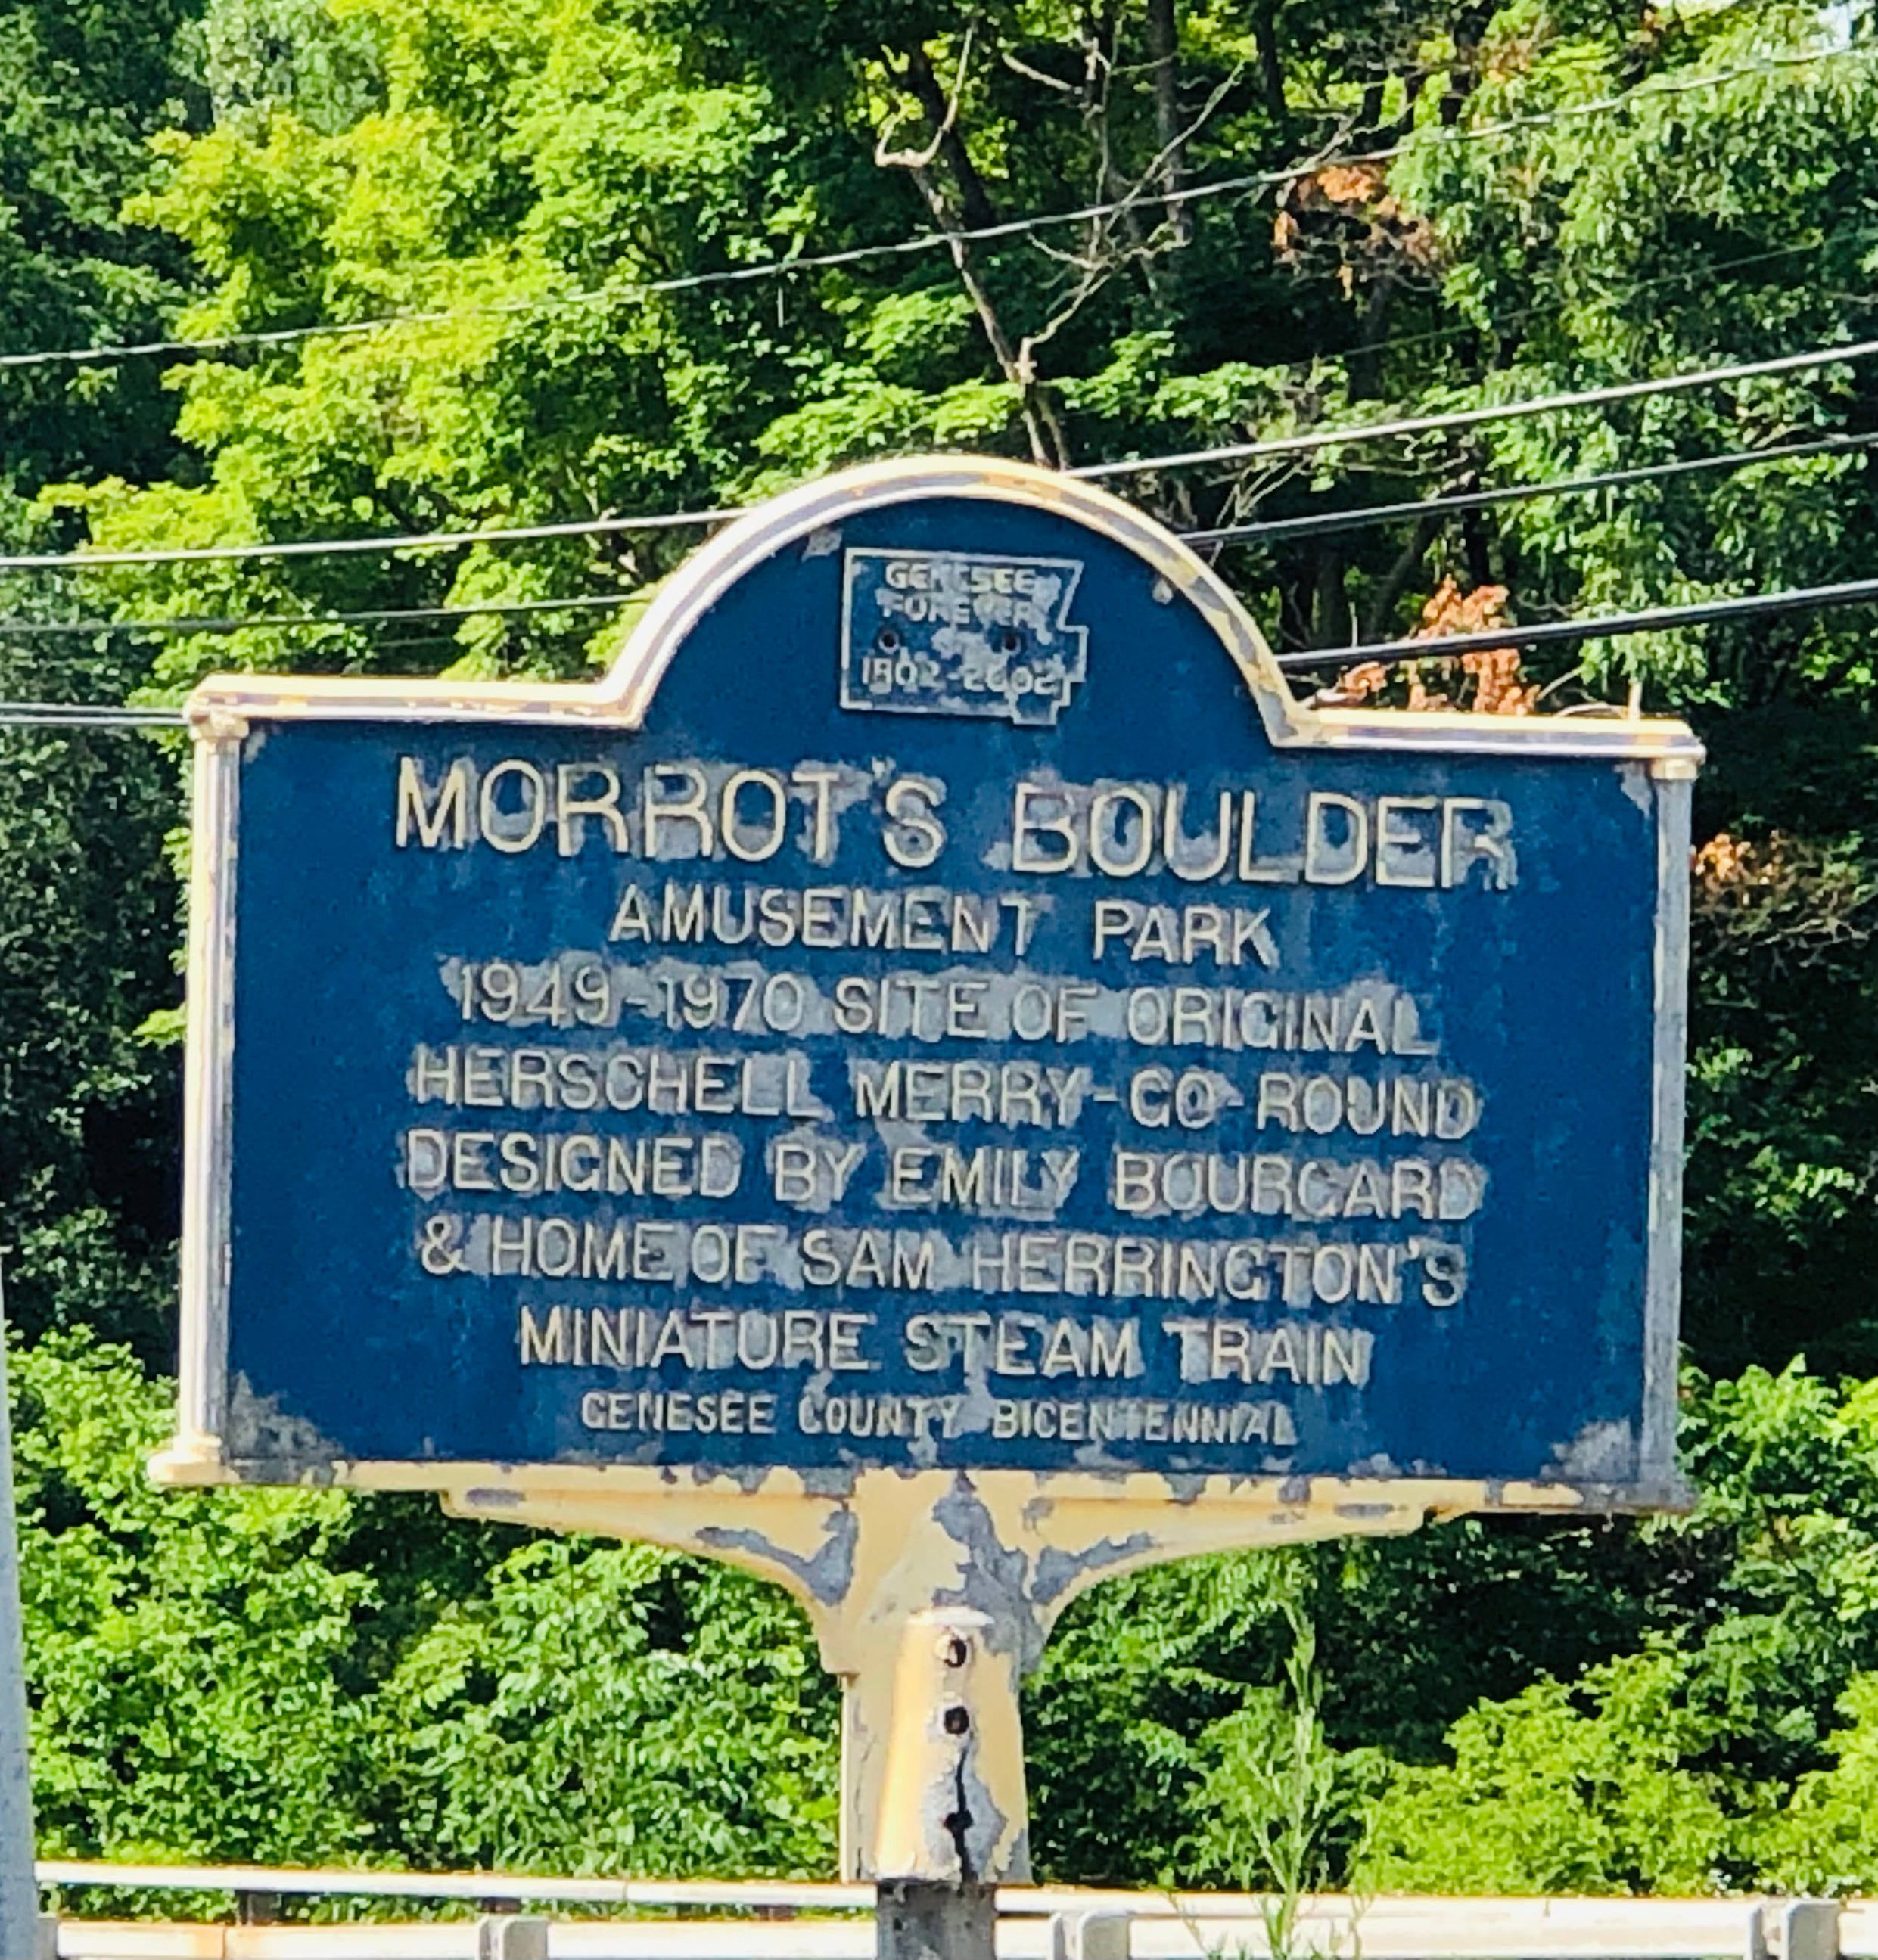 GENESEE
FOREVER
1802-2002
MORROT'S BOULDER
AMUSEMENT PARK
1949-1970 SITE OF ORIGINAL
HERSCHELL MERRY-GO-ROUND
DESIGNED BY EMILY BOURGARD
& HOME OF SAM HERRINGTON'S
MINIATURE STEAM TRAIN
GENESEE COUNTY BICENTENNIAL